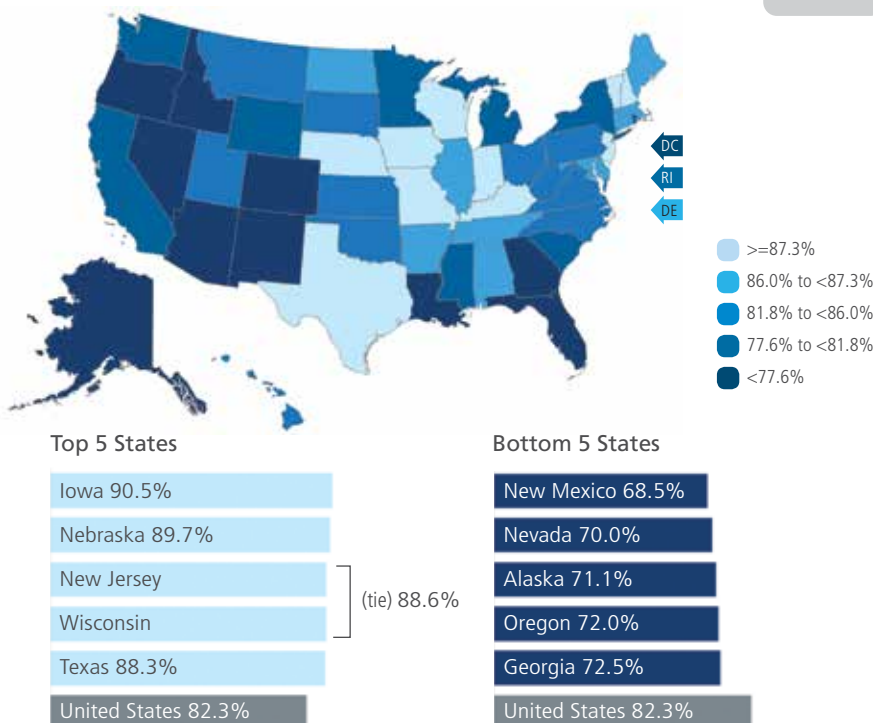 DC
RI
DE
>=87.3%
86.0% to <87.3%
81.8% to <86.0%
77.6% to <81.8%
<77.6%
Top 5 States
Iowa 90.5%
Nebraska 89.7%
New Jersey
Wisconsin
(tie) 88.6%
Texas 88.3%
United States 82.3%
Bottom 5 States
New Mexico 68.5%
Nevada 70.0%
Alaska 71.1%
Oregon 72.0%
Georgia 72.5%
United States 82.3%